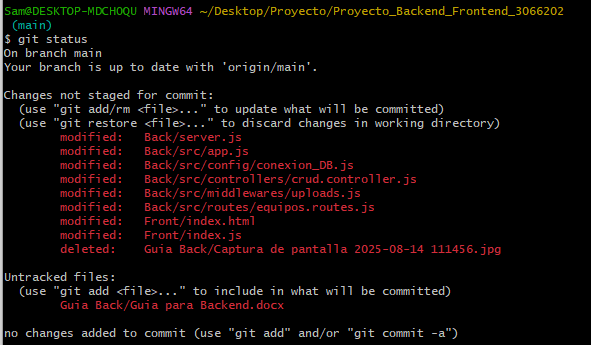 Sam@DESKTOP-MDCHOQU MINGW64 ~/Desktop/Proyecto/Proyecto_Backend_Frontend_3066202
(main)
$ git status
On branch main
Your branch is up to date with 'origin/main'.
Changes not staged for commit:
(use "git add/rm <file>..." to update what will be committed)
(use "git restore <file>..." to discard changes in working directory)
modified: Back/server.js
modified: Back/src/app.js
modified: Back/src/config/conexion_DB.js
modified: Back/src/controllers/crud.controller.js
modified: Back/src/middlewares/uploads.js
modified: Back/src/routes/equipos.routes.js
modified: Front/index.html
modified: Front/index.js
deleted: Guia Back/Captura de pantalla 2025-08-14 111456.jpg
Untracked files:
(use "git add <file>..." to include in what will be committed)
Guia Back/Guia para Backend.docx
no changes added to commit (use "git add" and/or "git commit -a")